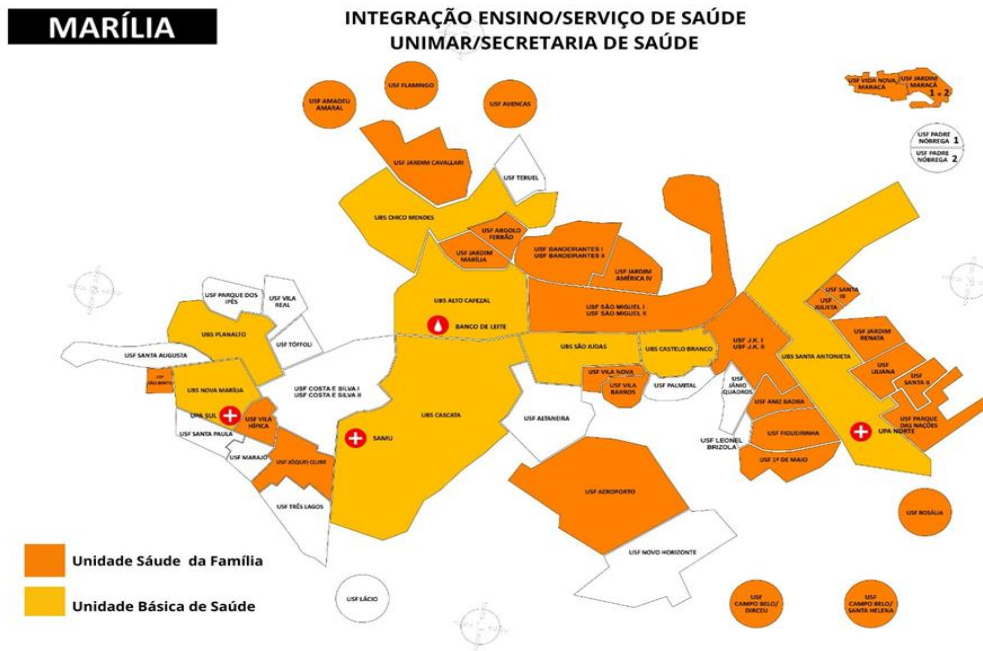 MARÍLIA
INTEGRAÇÃO ENSINO/SERVIÇO DE SAÚDE
UNIMAR/SECRETARIA DE SAÚDE
USF FLAMINGO
USF AMADEU
AMARAL
USF AVENCAS
USF VIDA NOVA
MARACÁ
USF JARDIM
MARACÁ
1 e 2
USF PADRE
NÓBREGA 1
USF PADRE
NÓBREGA 2
USF JARDIM CAVALLARI
USF TERUEL
UBS CHICO MENDES
USF ARGOLO
FERRÃO
USF JARDIM
MARÍLIA
USF BANDEIRANTES I
USF BANDEIRANTES II
USF JARDIM
AMÉRICA IV
USF PARQUE DOS
IPÊS
USF VILA
REAL
UBS ALTO CAFEZAL
BANCO DE LEITE
USF SÃO MIGUEL I
USF SÃO MIGUEL II
USF SANTA
III
USF
JULIETA
USF JARDIM
RENATA
UBS PLANALTO
USF TÓFFOLI
USF SANTA AUGUSTA
UBS SÃO JUDAS
UBS CASTELO BRANCO
USF J.K. I
USF J.K. II
UBS SANTA ANTONIETA
USF
LILIANA
USF
SANTA II
USF
SÃO BENTO
UBS NOVA MARÍLIA
USF COSTA E SILVA I
USF COSTA E SILVA II
USF VILA NOVA
USF VILA
BARROS
USF PALMITAL
USF
JÂNIO
QUADROS
USF ANIZ BADRA
UPA SUL
USF VILA
HÍPICA
UBS CASCATA
USF ALTANEIRA
USF PARQUE
DAS NAÇÕES
USF SANTA PAULA
SAMU
USF LEONEL
BRIZOLA
USF FIGUEIRINHA
UPA NORTE
USF MARAJÓ
USF JÓQUEI CLUBE
USF 1º DE MAIO
USF AEROPORTO
USF TRÊS LAGOS
USF ROSÁLIA
USF NOVO HORIZONTE
Unidade Sáude da Família
Unidade Básica de Saúde
USF LÁCIO
USF
CAMPO BELO/
DIRCEU
USF
CAMPO BELO/
SANTA HELENA